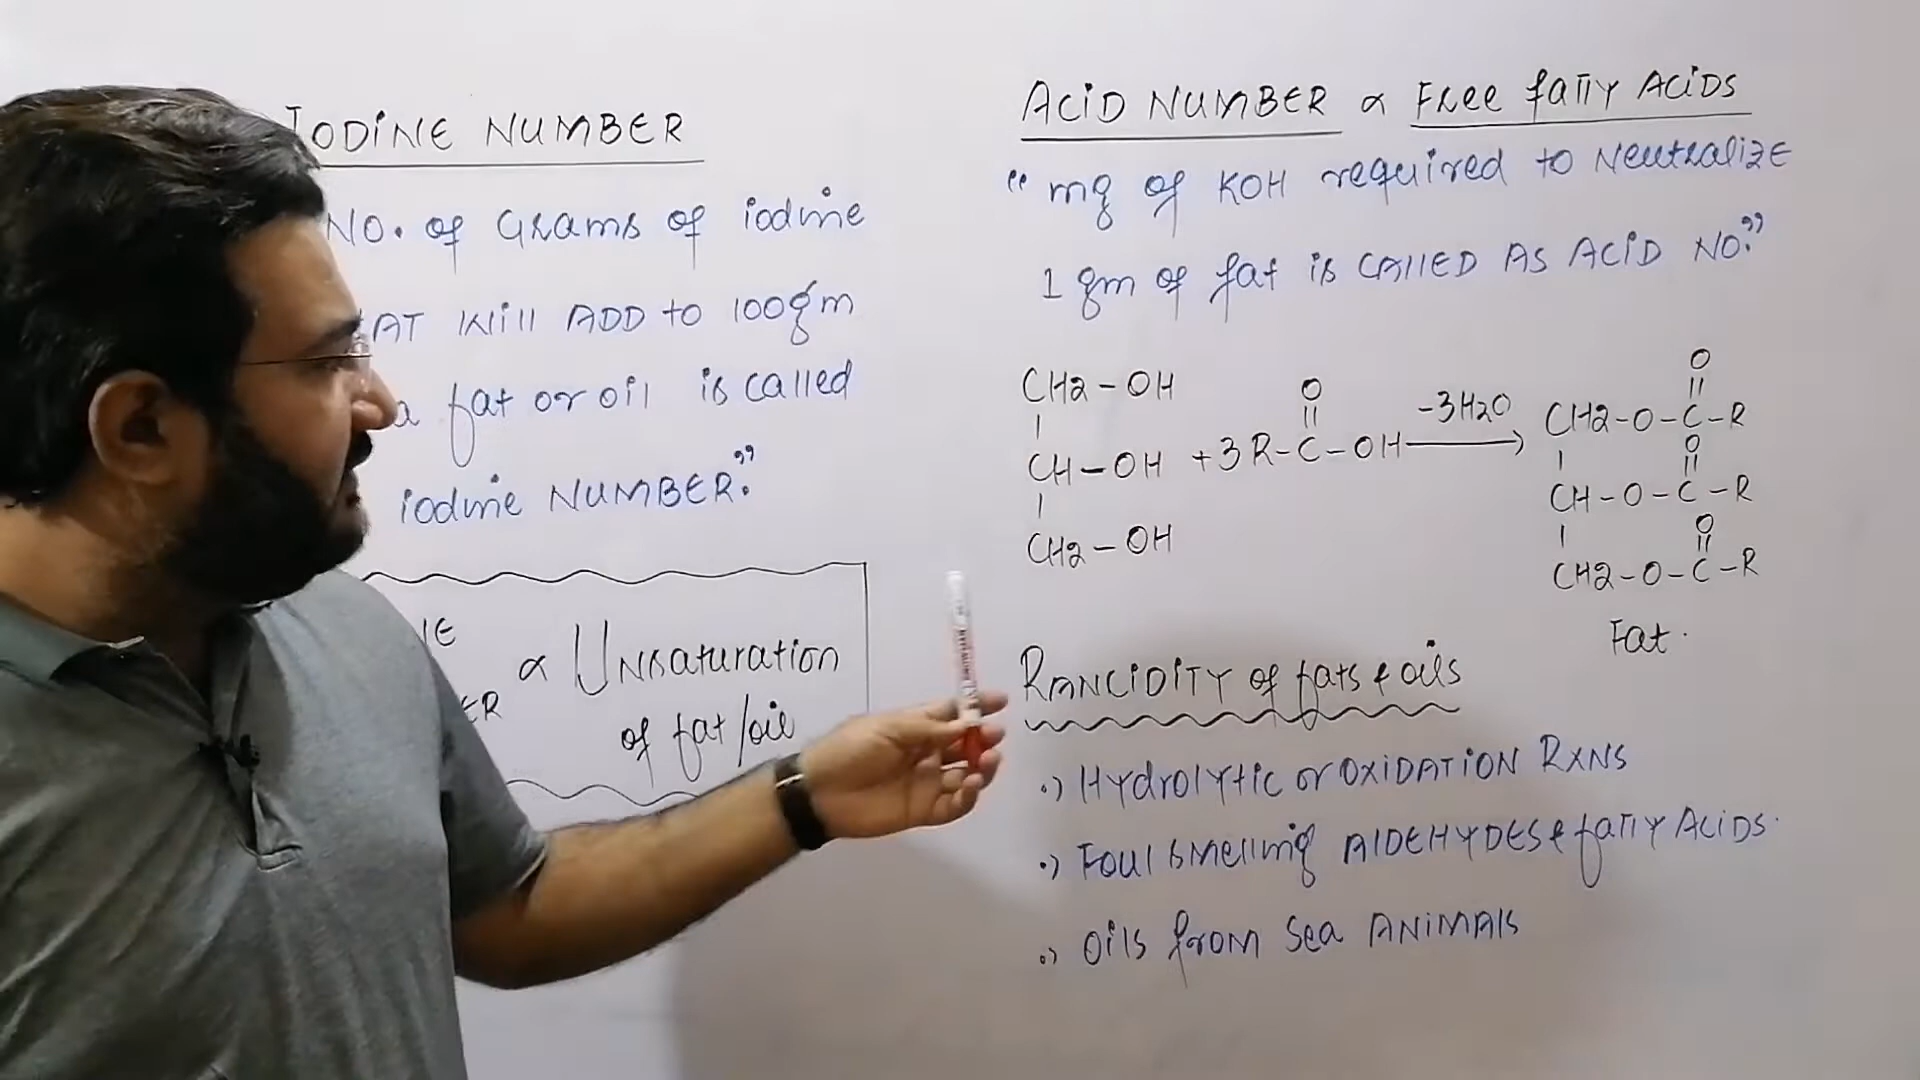 IODINE NUMBER
NO. of Grams of iodine
AT Will ADD to 100gm
a fat or oil is called
iodine NUMBER."
∝ Unsaturation
of fat/oil
ACID NUMBER ∝ Free fatty ACIDS
" mg of KOH required to Neutralize
1 gm of fat is CAllED AS ACID NO."
CH2-OH
CH-OH
CH2-OH
+3R-C-OH
O
-3H2O
O
CH2-O-C-R
O
CH-O-C-R
O
CH2-O-C-R
Fat.
RANCIDITY of fats & oils
Hydrolytic or OXIDATION RXNS
Foul smelling AlDEHYDES & fatty ACIDS.
Oils from Sea ANIMAls